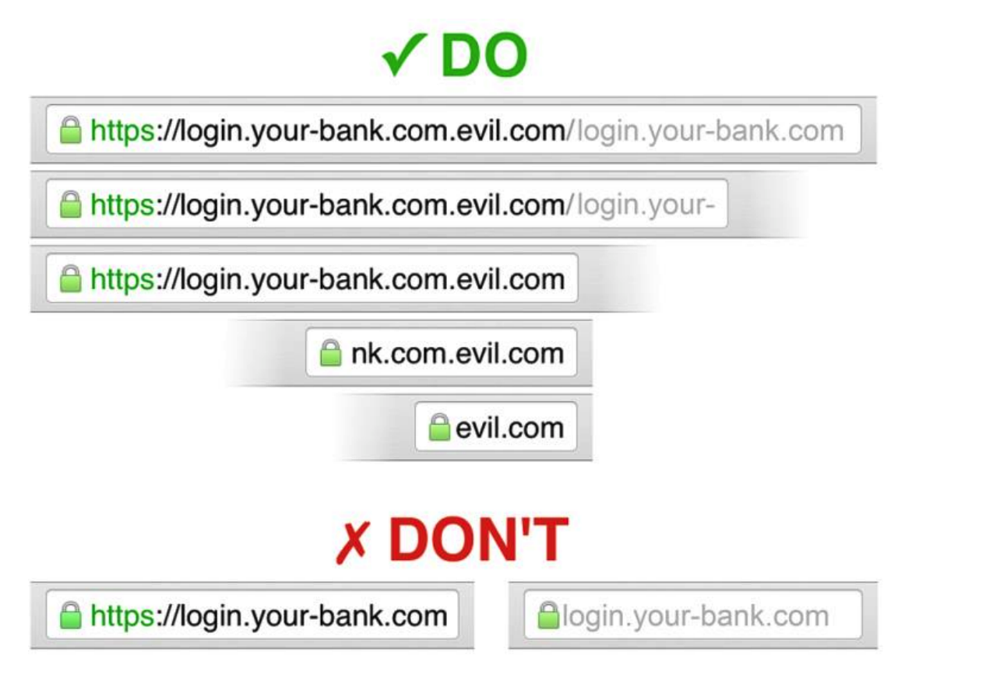 ✓ DO
https://login.your-bank.com.evil.com/login.your-bank.com
https://login.your-bank.com.evil.com/login.your-
https://login.your-bank.com.evil.com
nk.com.evil.com
evil.com
✗ DON'T
https://login.your-bank.com
login.your-bank.com